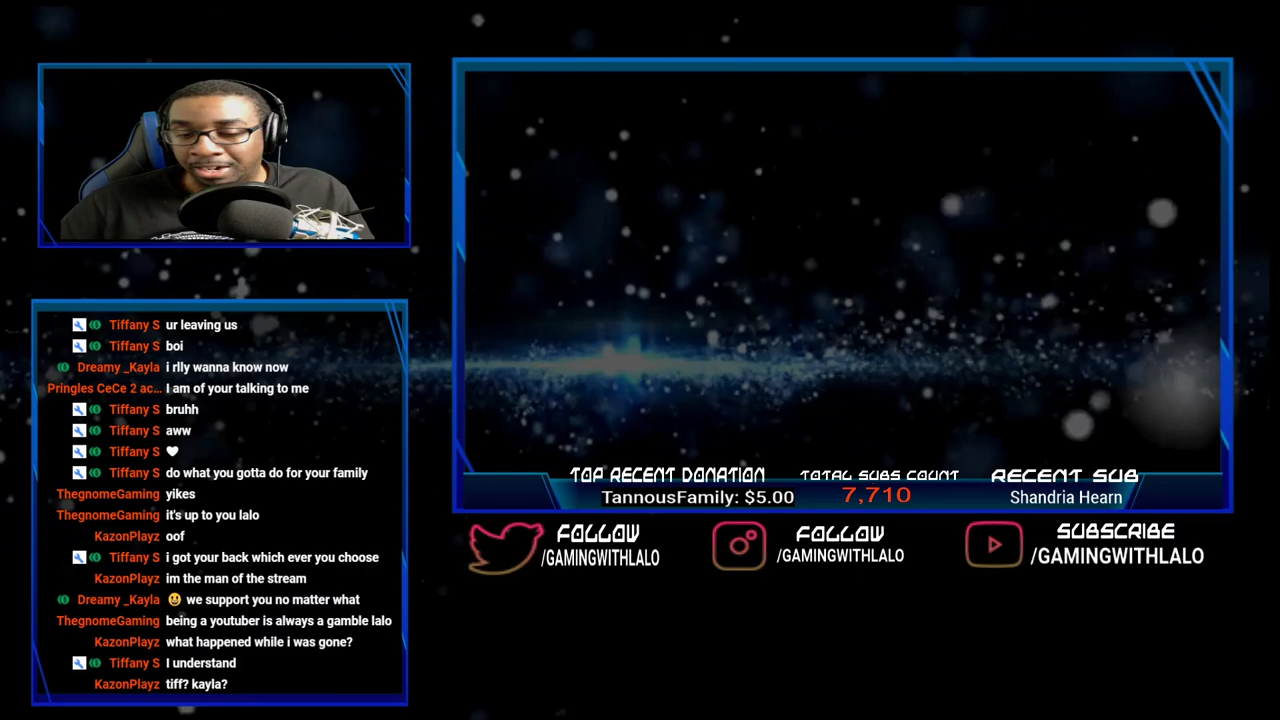 Tiffany S ur leaving us
Tiffany S boi
Dreamy _Kayla i rlly wanna know now
Pringles CeCe 2 ac... I am of your talking to me
Tiffany S bruhh
Tiffany S aww
Tiffany S 🤍
Tiffany S do what you gotta do for your family
ThegnomeGaming yikes
ThegnomeGaming it's up to you lalo
KazonPlayz oof
Tiffany S i got your back which ever you choose
KazonPlayz im the man of the stream
Dreamy _Kayla 😃 we support you no matter what
ThegnomeGaming being a youtuber is always a gamble lalo
KazonPlayz what happened while i was gone?
Tiffany S I understand
KazonPlayz tiff? kayla?
TOP RECENT DONATION
TannousFamily: $5.00
TOTAL SUBS COUNT
7,710
RECENT SUB
Shandria Hearn
FOLLOW
/GAMINGWITHLALO
FOLLOW
/GAMINGWITHLALO
SUBSCRIBE
/GAMINGWITHLALO